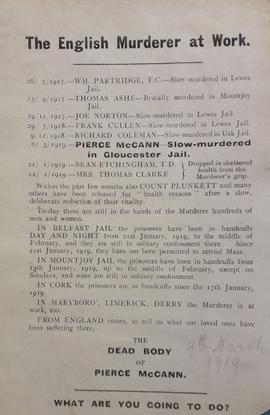 The English Murderer at Work.
26/ 7/1917.—WM. PARTRIDGE, T.C.—Slow-murdered in Lewes
Jail.
25/ 9/1917.—THOMAS ASHE—Brutally murdered in Mountjoy
Jail.
29/11/1917.—JOE NORTON—Slow-murdered in Lewes Jail.
29/ 5/1918.—FRANK CULLEN—Slow-murdered in Lewes Jail.
9/12/1918.—RICHARD COLEMAN—Slow-murdered in Usk Jail.
6/ 3/1919.—PIERCE McCANN—Slow-murdered
in Gloucester Jail.
21/ 1/1919—SEAN ETCHINGHAM, T.D.
12/ 2/1919—MRS. THOMAS CLARKE
Dropped in shattered
health from the
Murderer's grip.
Within the past few months also COUNT PLUNKETT and many
others have been released for "health reasons" after a slow,
deliberate reduction of their vitality.
To-day there are still in the hands of the Murderer hundreds of
men and women.
IN BELFAST JAIL the prisoners have been in handcuffs
DAY AND NIGHT from 21st January, 1919, to the middle of
February, and they are still in solitary confinement there. Since
21st January, 1919, they have not been permitted to attend Mass.
IN MOUNTJOY JAIL the prisoners have been in handcuffs from
13th January, 1919, up to the middle of February, except on
Sundays, and some are still in solitary confinement.
IN CORK the prisoners are in handcuffs since the 17th January,
1919.
IN MARYBORO', LIMERICK, DERRY the Murderer is at
work, too.
FROM ENGLAND comes, to tell us what our loved ones have
been suffering there,
THE
DEAD BODY
OF
PIERCE McCANN.
9th March
1919
WHAT ARE YOU GOING TO DO?